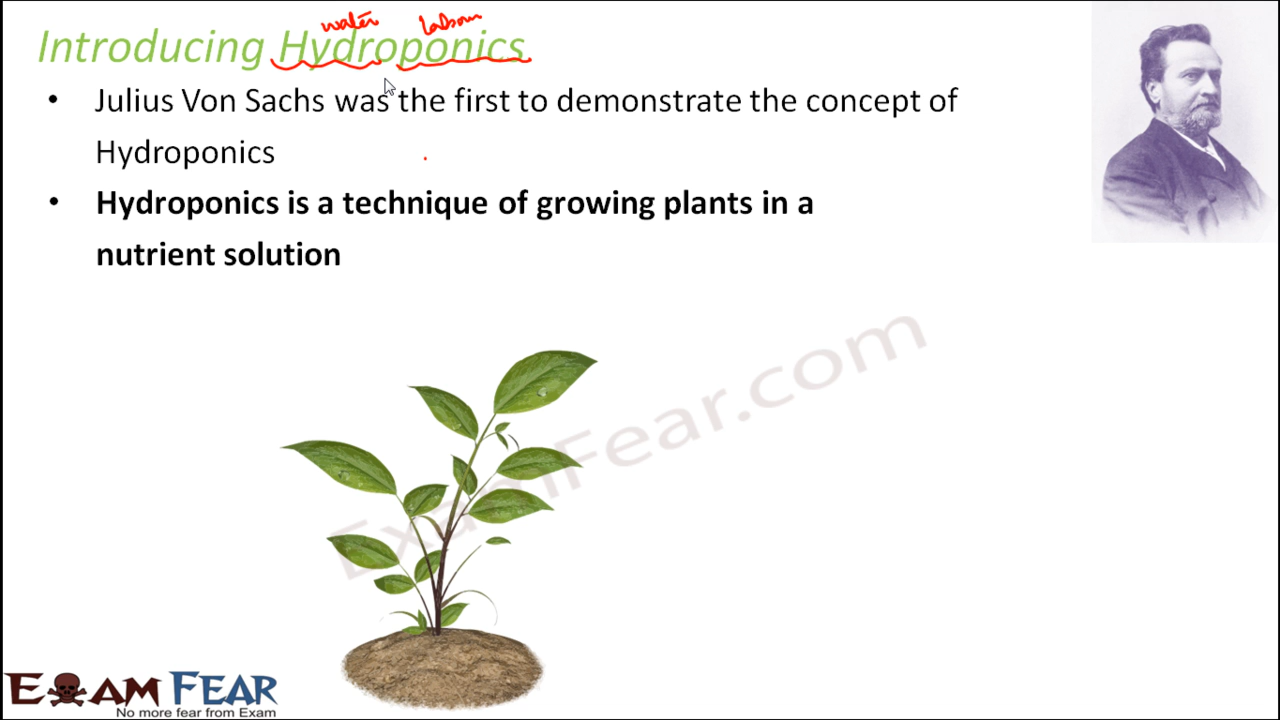 water labour
Introducing Hydroponics
• Julius Von Sachs was the first to demonstrate the concept of
Hydroponics
• Hydroponics is a technique of growing plants in a
nutrient solution
ExamFear.com
EXAM FEAR
No more fear from Exam